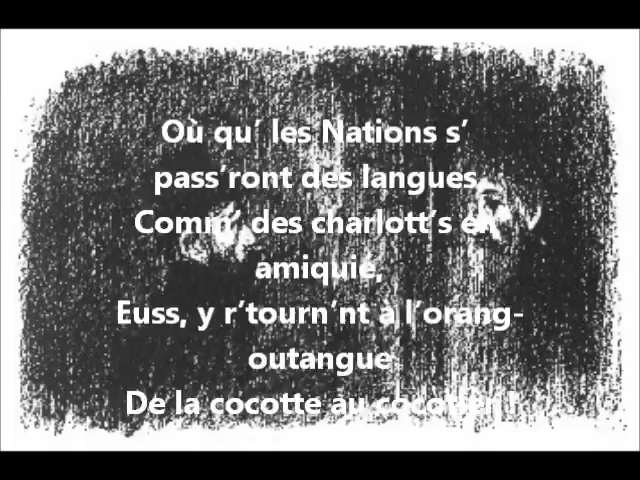 Où qu’ les Nations s’
pass’ront des langues
Comm’ des charlott’s en
amiquié,
Euss, y r’tourn’nt à l’orang-
outangue
De la cocotte au cocotier !